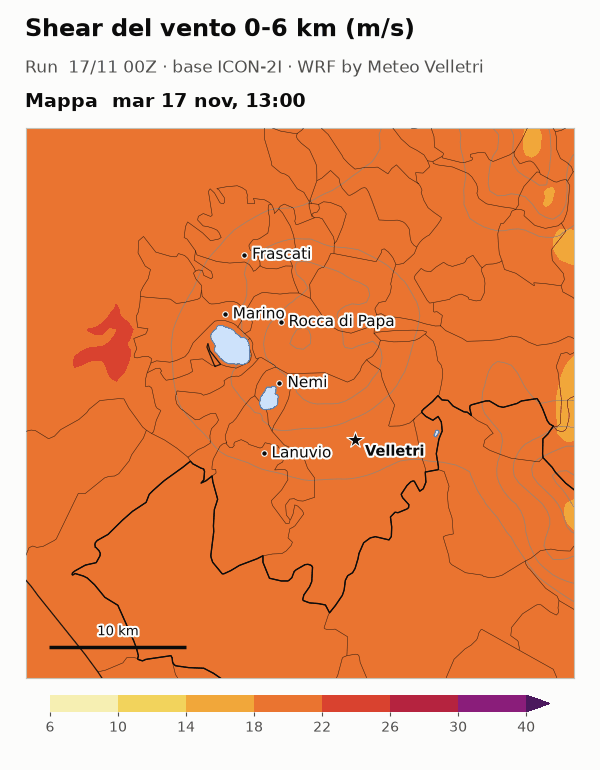 Shear del vento 0-6 km (m/s)
Run  17/11 00Z · base ICON-2I · WRF by Meteo Velletri
Mappa  mar 17 nov, 13:00
Frascati
Marino
Rocca di Papa
Nemi
Velletri
Lanuvio
10 km
6 10 14 18 22 26 30 40